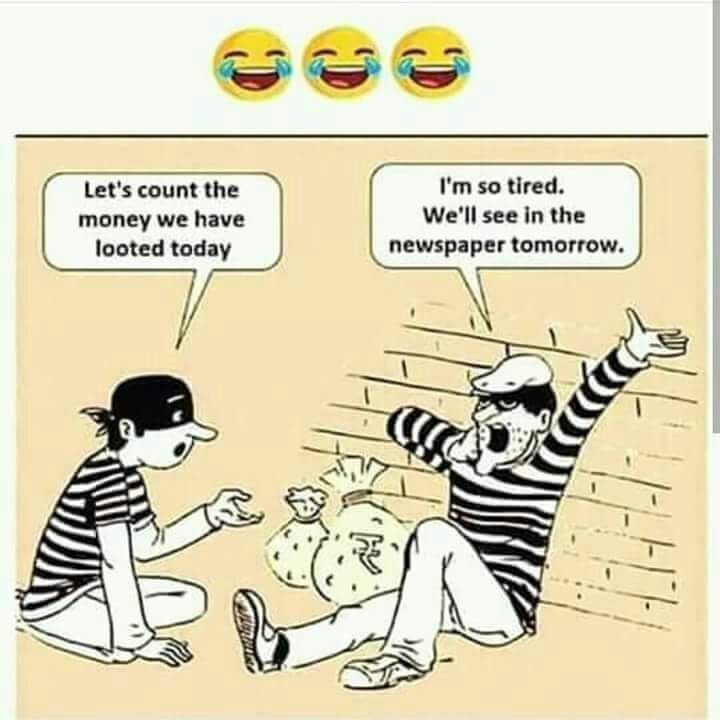 Let's count the
money we have
looted today
I'm so tired.
We'll see in the
newspaper tomorrow.
₹